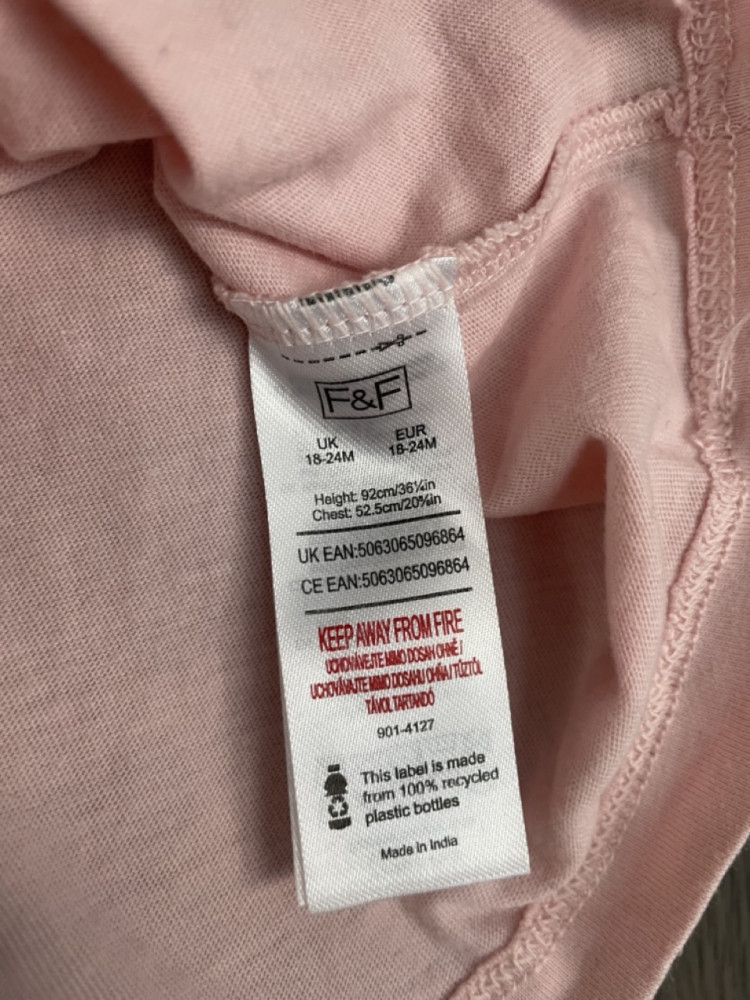 F&F
UK EUR
18-24M 18-24M
Height: 92cm/36¼in
Chest: 52.5cm/20⅝in
UK EAN:5063065096864
CE EAN:5063065096864
KEEP AWAY FROM FIRE
UCHOVÁVEJTE MIMO DOSAH OHNĚ /
UCHOVÁVAJTE MIMO DOSAHU OHŇA / TŰZTŐL
TÁVOL TARTANDÓ
901-4127
This label is made
from 100% recycled
plastic bottles
Made in India